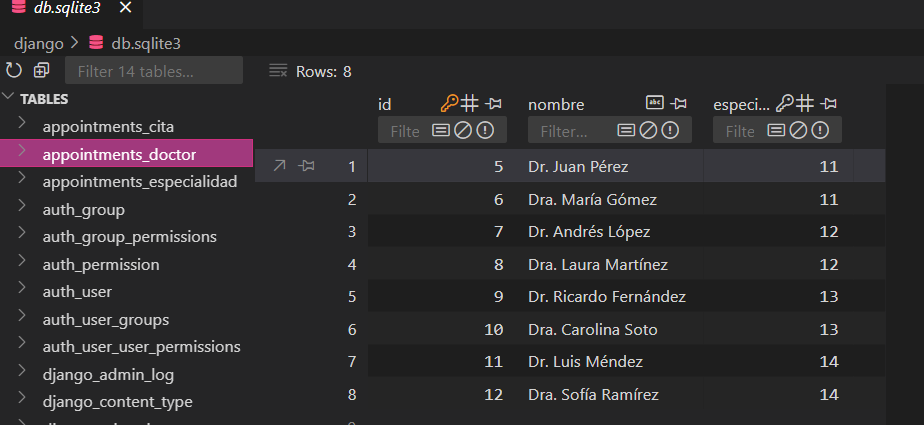 db.sqlite3
django > db.sqlite3
Filter 14 tables... Rows: 8
TABLES
id nombre especi...
Filte Filter... Filte
appointments_cita
appointments_doctor
appointments_especialidad
auth_group
auth_group_permissions
auth_permission
auth_user
auth_user_groups
auth_user_user_permissions
django_admin_log
django_content_type
1 5 Dr. Juan Pérez 11
2 6 Dra. María Gómez 11
3 7 Dr. Andrés López 12
4 8 Dra. Laura Martínez 12
5 9 Dr. Ricardo Fernández 13
6 10 Dra. Carolina Soto 13
7 11 Dr. Luis Méndez 14
8 12 Dra. Sofía Ramírez 14